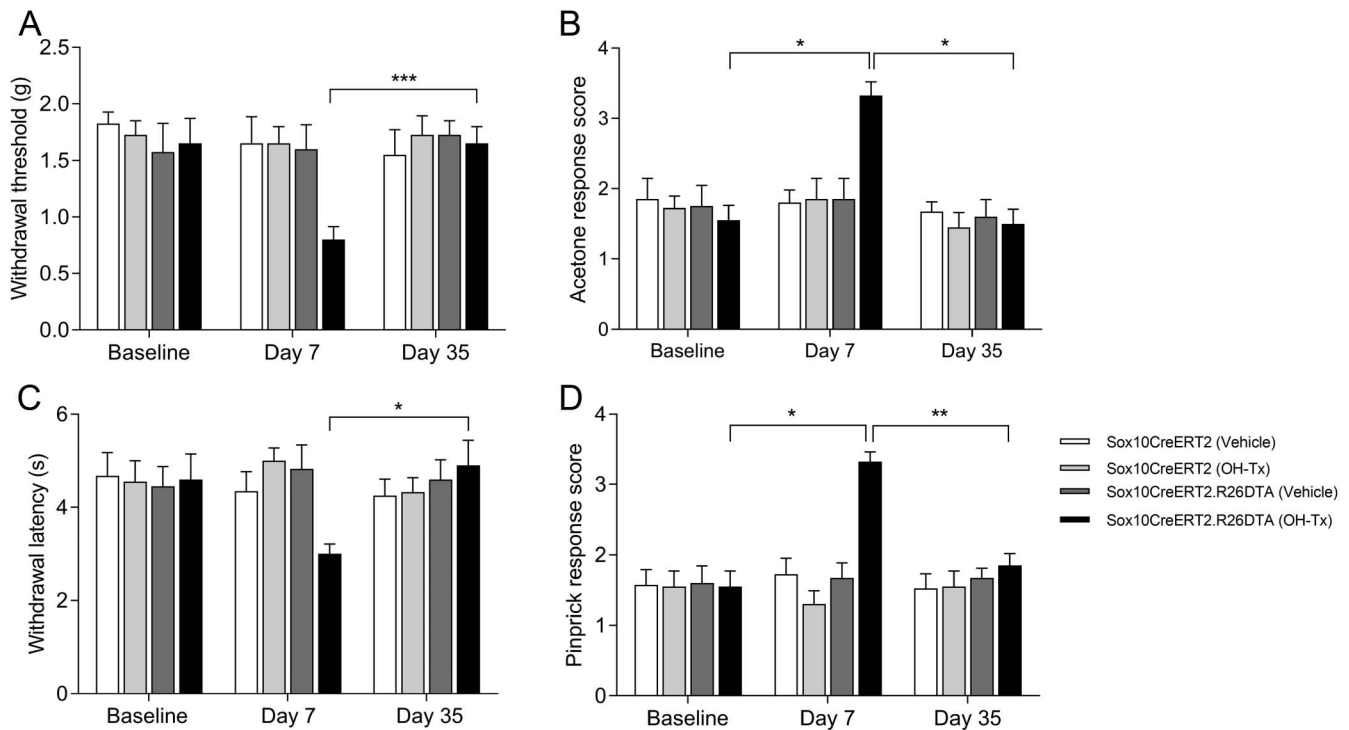 A
Withdrawal threshold (g)
2.5
2.0
1.5
1.0
0.5
0.0
***
Baseline
Day 7
Day 35
B
Acetone response score
4
3
2
1
0
*
*
Baseline
Day 7
Day 35
C
Withdrawal latency (s)
6
4
2
0
*
Baseline
Day 7
Day 35
D
Pinprick response score
4
3
2
1
0
*
**
Baseline
Day 7
Day 35
Sox10CreERT2 (Vehicle)
Sox10CreERT2 (OH-Tx)
Sox10CreERT2.R26DTA (Vehicle)
Sox10CreERT2.R26DTA (OH-Tx)